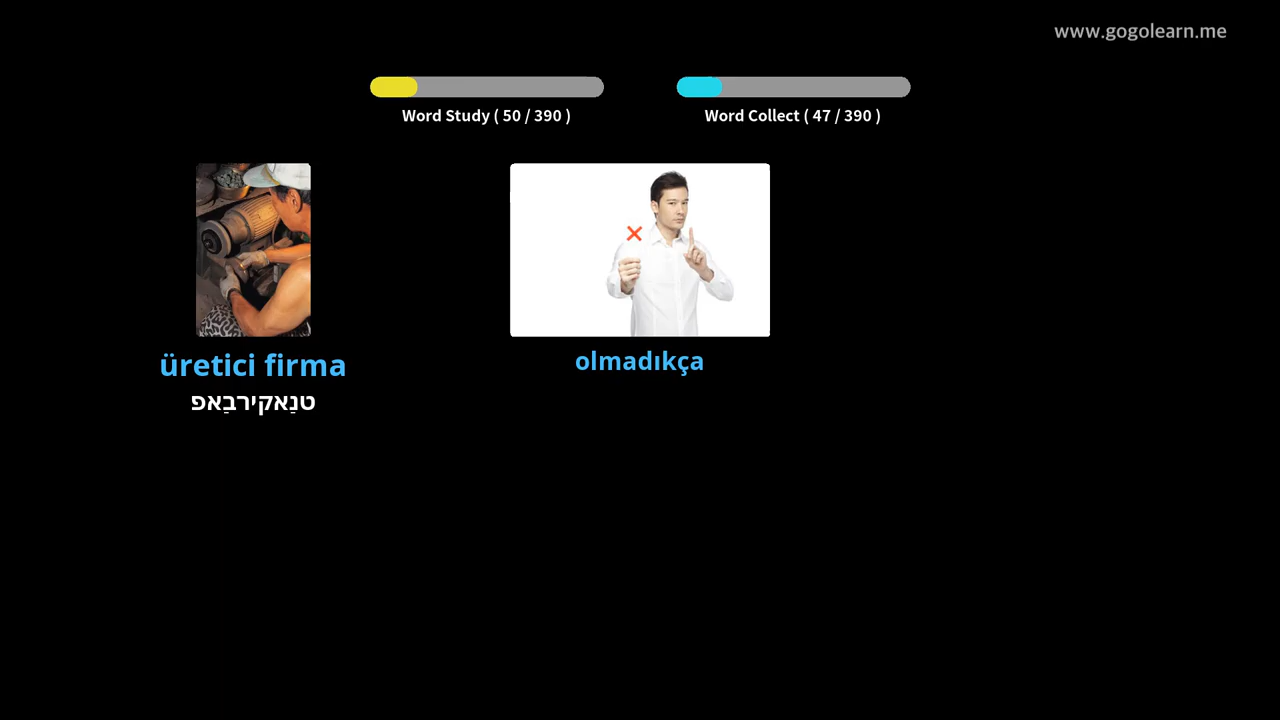 www.gogolearn.me
Word Study ( 50 / 390 )
Word Collect ( 47 / 390 )
üretici firma
טנַאקירבַאפ
olmadıkça